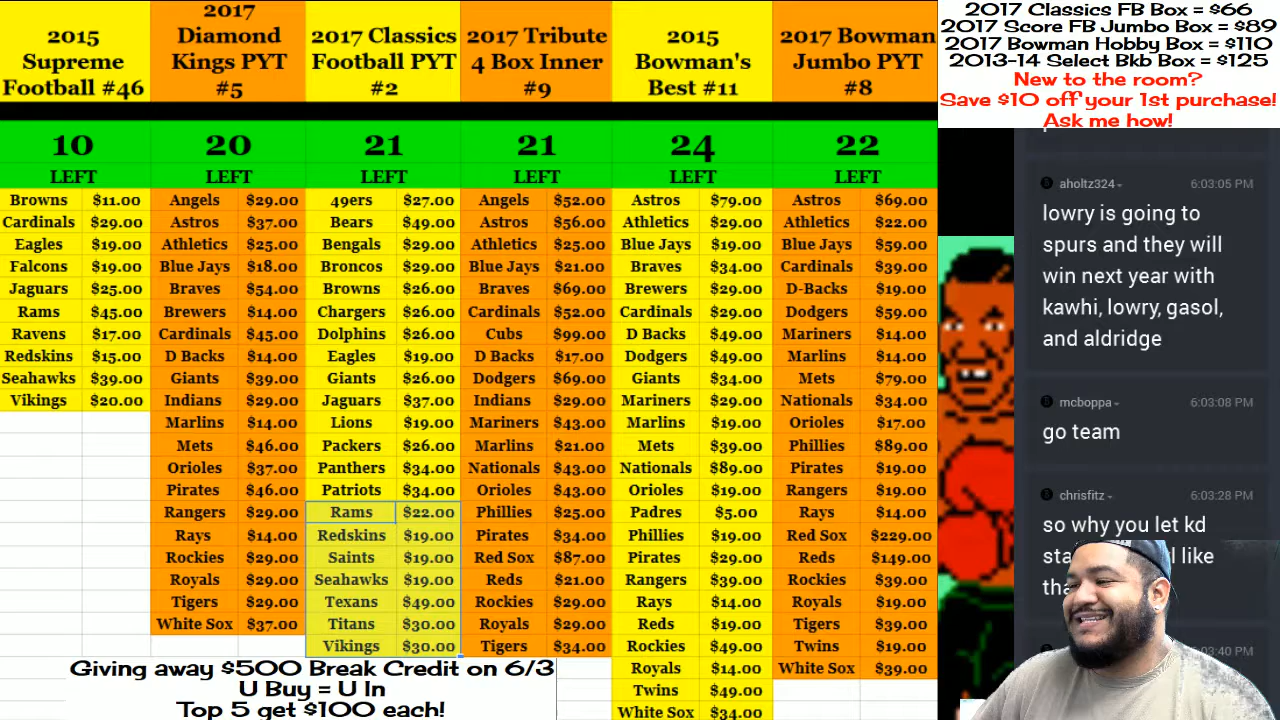 2015
Supreme
Football #46
10
LEFT
Browns $11.00
Cardinals $29.00
Eagles $19.00
Falcons $19.00
Jaguars $25.00
Rams $45.00
Ravens $17.00
Redskins $15.00
Seahawks $39.00
Vikings $20.00
2017
Diamond
Kings PYT
#5
20
LEFT
Angels $29.00
Astros $37.00
Athletics $25.00
Blue Jays $18.00
Braves $54.00
Brewers $14.00
Cardinals $45.00
D Backs $14.00
Giants $39.00
Indians $29.00
Marlins $14.00
Mets $46.00
Orioles $37.00
Pirates $46.00
Rangers $29.00
Rays $14.00
Rockies $29.00
Royals $29.00
Tigers $29.00
White Sox $37.00
2017 Classics
Football PYT
#2
21
LEFT
49ers $27.00
Bears $49.00
Bengals $29.00
Broncos $29.00
Browns $26.00
Chargers $26.00
Dolphins $26.00
Eagles $19.00
Giants $26.00
Jaguars $37.00
Lions $19.00
Packers $26.00
Panthers $34.00
Patriots $34.00
Rams $22.00
Redskins $19.00
Saints $19.00
Seahawks $19.00
Texans $49.00
Titans $30.00
Vikings $30.00
2017 Tribute
4 Box Inner
#9
21
LEFT
Angels $52.00
Astros $56.00
Athletics $25.00
Blue Jays $21.00
Braves $69.00
Cardinals $52.00
Cubs $99.00
D Backs $17.00
Dodgers $69.00
Indians $29.00
Mariners $43.00
Marlins $21.00
Nationals $43.00
Orioles $43.00
Phillies $25.00
Pirates $34.00
Red Sox $87.00
Reds $21.00
Rockies $29.00
Royals $29.00
Tigers $34.00
2015
Bowman's
Best #11
24
LEFT
Astros $79.00
Athletics $29.00
Blue Jays $19.00
Braves $34.00
Brewers $29.00
Cardinals $29.00
D Backs $49.00
Dodgers $49.00
Giants $34.00
Mariners $29.00
Marlins $19.00
Mets $39.00
Nationals $89.00
Orioles $19.00
Padres $5.00
Phillies $19.00
Pirates $29.00
Rangers $39.00
Rays $14.00
Reds $19.00
Rockies $49.00
Royals $14.00
Twins $49.00
White Sox $34.00
2017 Bowman
Jumbo PYT
#8
22
LEFT
Astros $69.00
Athletics $22.00
Blue Jays $59.00
Cardinals $39.00
D-Backs $19.00
Dodgers $59.00
Mariners $14.00
Marlins $14.00
Mets $79.00
Nationals $34.00
Orioles $17.00
Phillies $89.00
Pirates $19.00
Rangers $19.00
Rays $14.00
Red Sox $229.00
Reds $149.00
Rockies $39.00
Royals $19.00
Tigers $39.00
Twins $19.00
White Sox $39.00
Giving away $500 Break Credit on 6/3
U Buy = U In
Top 5 get $100 each!
2017 Classics FB Box = $66
2017 Score FB Jumbo Box = $89
2017 Bowman Hobby Box = $110
2013-14 Select Bkb Box = $125
New to the room?
Save $10 off your 1st purchase!
Ask me how!
aholtz324 6:03:05 PM
lowry is going to
spurs and they will
win next year with
kawhi, lowry, gasol,
and aldridge
mcboppa 6:03:08 PM
go team
chrisfitz 6:03:28 PM
so why you let kd
like
6:03:40 PM